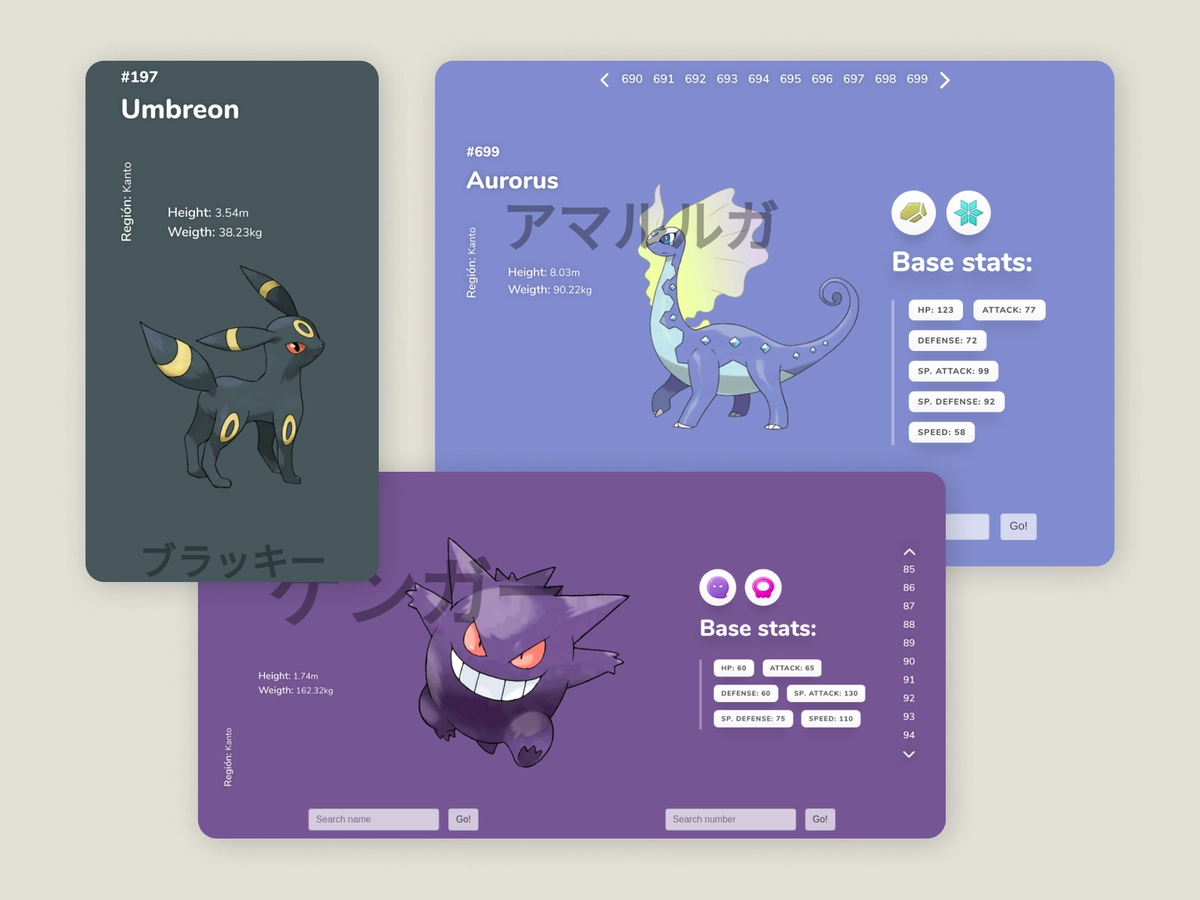 #197
Umbreon
Región: Kanto
Height: 3.54m
Weigth: 38.23kg
ブラッキー
690 691 692 693 694 695 696 697 698 699
#699
Aurorus
アマルルガ
Región: Kanto
Height: 8.03m
Weigth: 90.22kg
Base stats:
HP: 123 ATTACK: 77
DEFENSE: 72
SP. ATTACK: 99
SP. DEFENSE: 92
SPEED: 58
Go!
ゲンガー
Height: 1.74m
Weigth: 162.32kg
Región: Kanto
Base stats:
HP: 60 ATTACK: 65
DEFENSE: 60 SP. ATTACK: 130
SP. DEFENSE: 75 SPEED: 110
85
86
87
88
89
90
91
92
93
94
Search name Go! Search number Go!